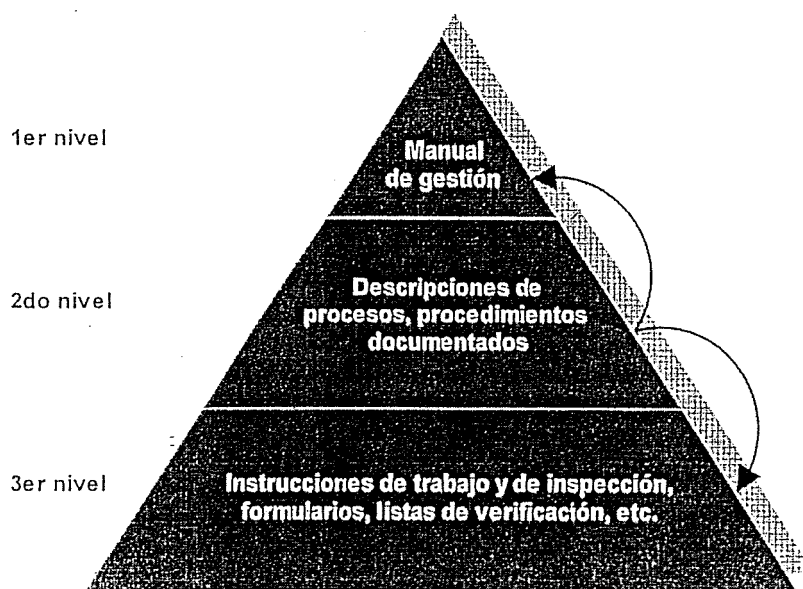 1er nivel
Manual
de gestión
2do nivel
Descripciones de
procesos, procedimientos
documentados
3er nivel
Instrucciones de trabajo y de inspección,
formularios, listas de verificación, etc.